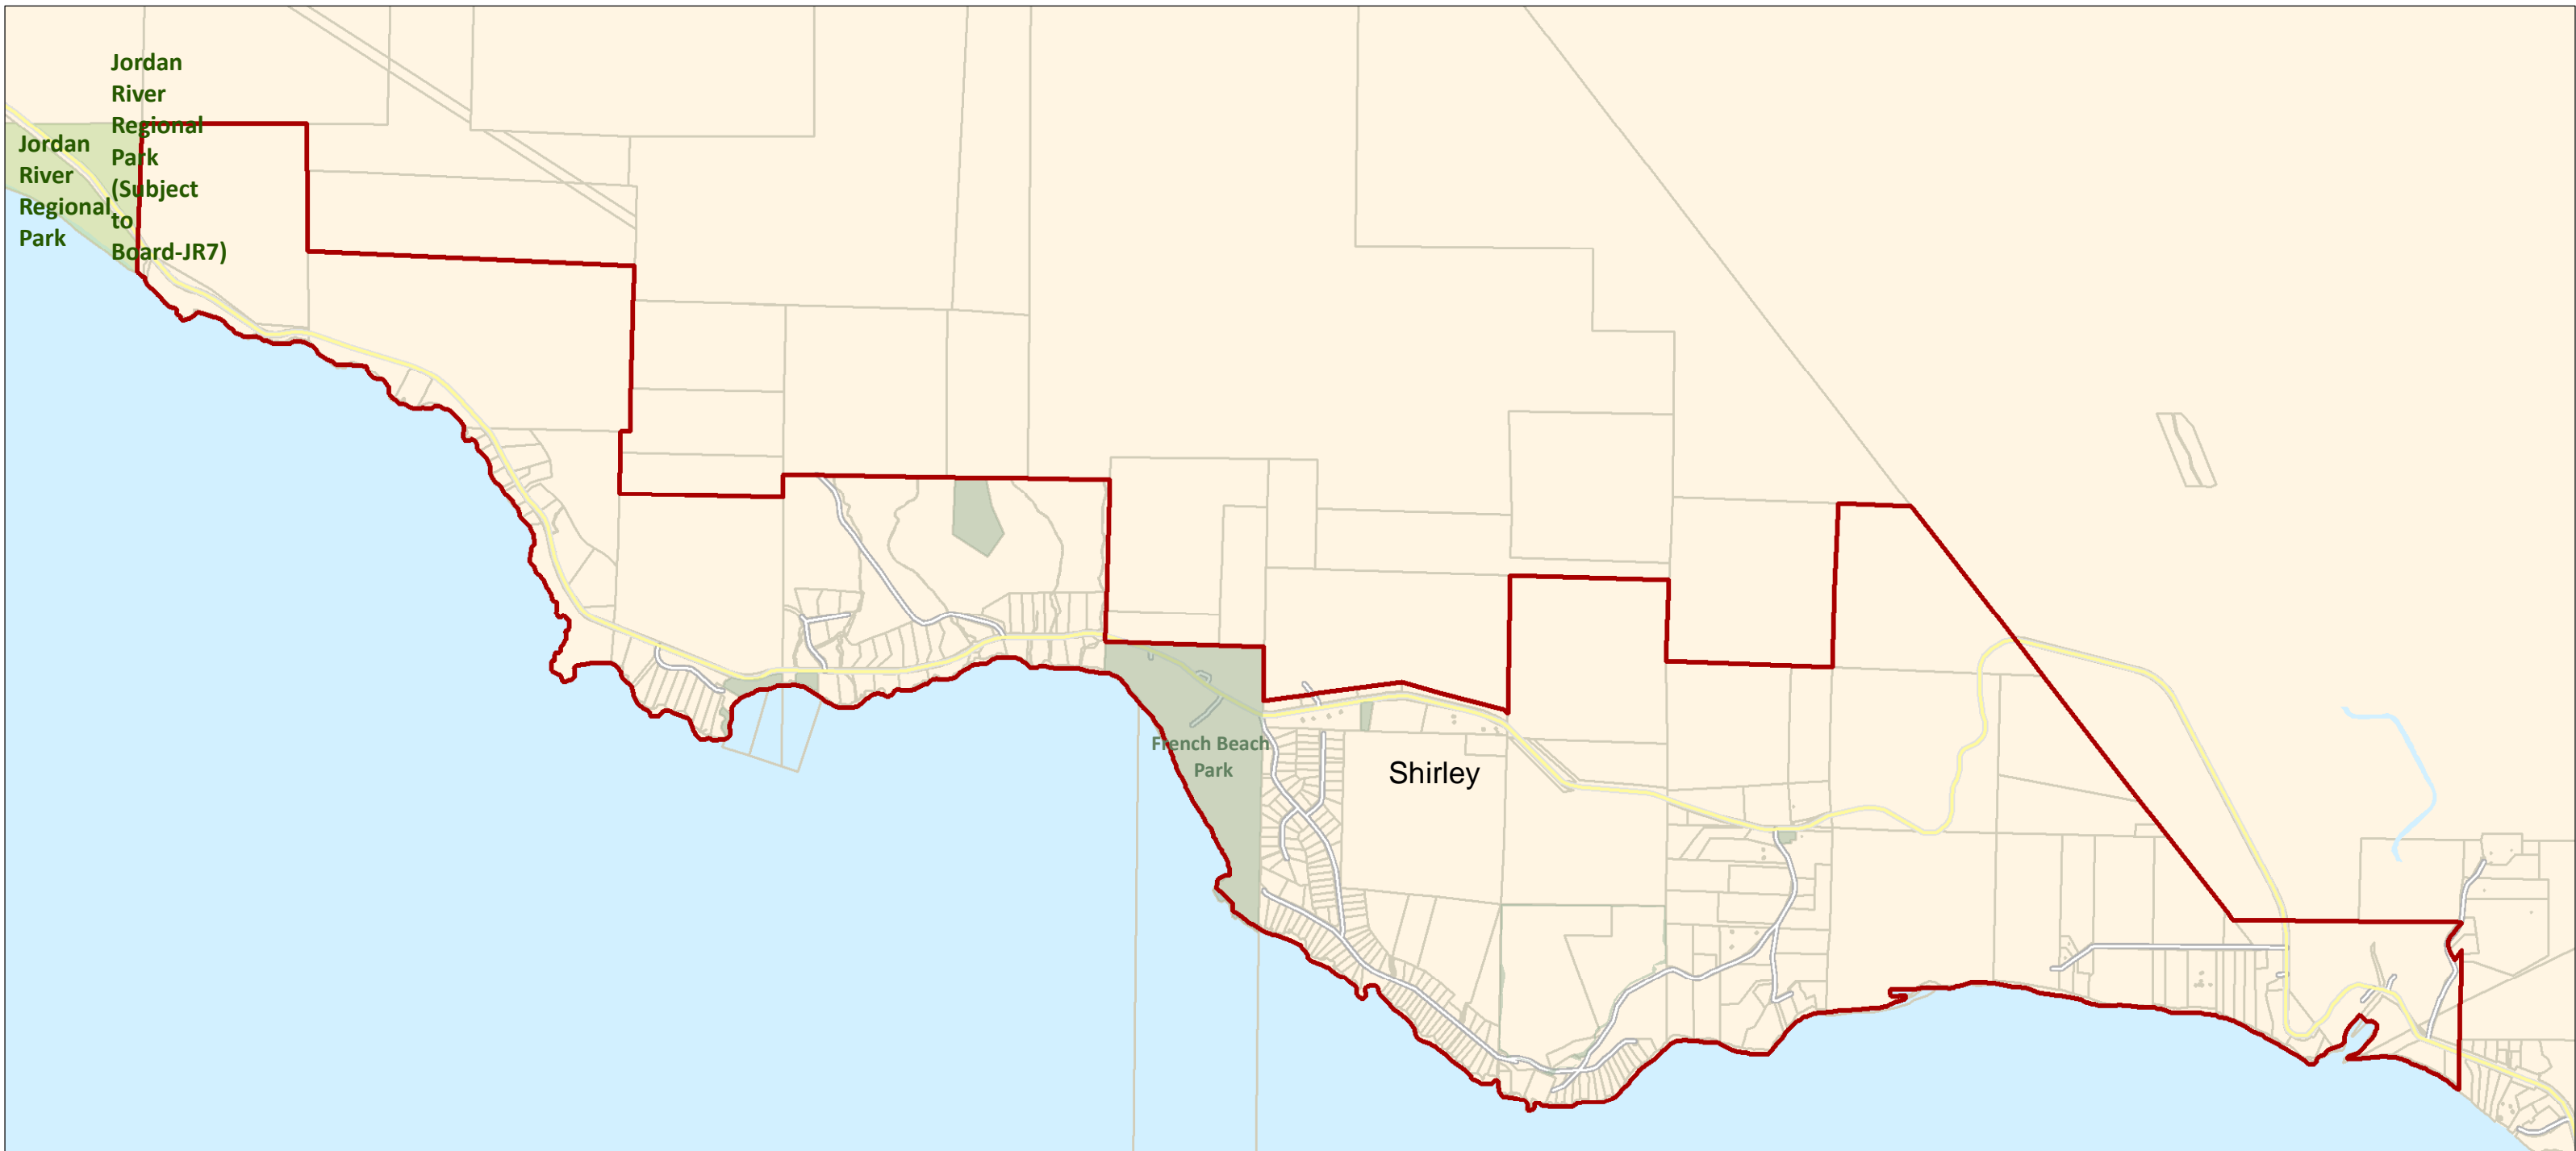 Jordan
River
Regional
Park
(Subject
to
Board-JR7)
Jordan
River
Regional
Park
French Beach
Park
Shirley